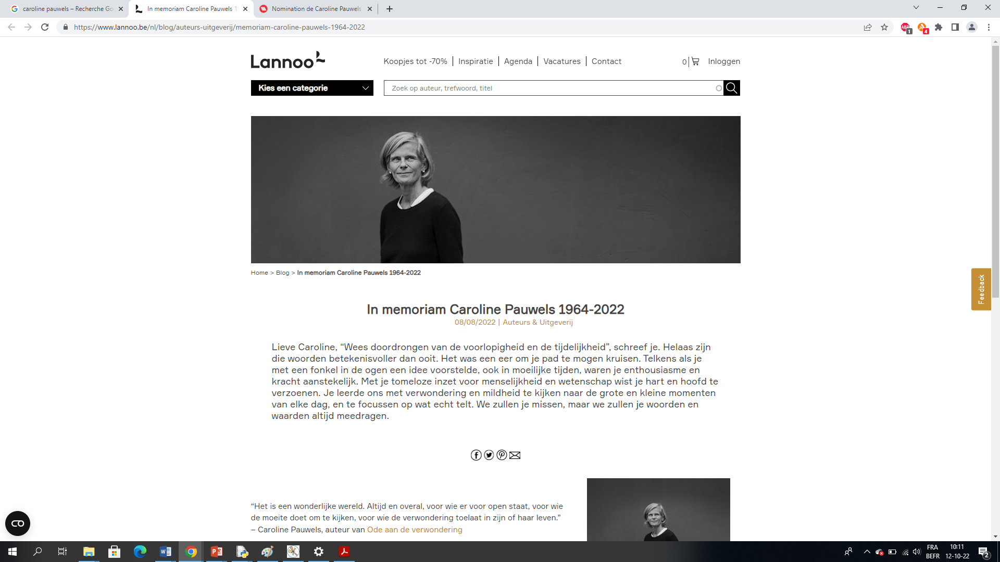 caroline pauwels – Recherche Go
In memoriam Caroline Pauwels 1
Nomination de Caroline Pauwels
https://www.lannoo.be/nl/blog/auteurs-uitgeverij/memoriam-caroline-pauwels-1964-2022
ABP
1
4
Lannoo
Koopjes tot -70%
Inspiratie
Agenda
Vacatures
Contact
0
Inloggen
Kies een categorie
Zoek op auteur, trefwoord, titel
Home > Blog > In memoriam Caroline Pauwels 1964-2022
Feedback
In memoriam Caroline Pauwels 1964-2022
08/08/2022 | Auteurs & Uitgeverij
Lieve Caroline, “Wees doordrongen van de voorlopigheid en de tijdelijkheid”, schreef je. Helaas zijn
die woorden betekenisvoller dan ooit. Het was een eer om je pad te mogen kruisen. Telkens als je
met een fonkel in de ogen een idee voorstelde, ook in moeilijke tijden, waren je enthousiasme en
kracht aanstekelijk. Met je tomeloze inzet voor menselijkheid en wetenschap wist je hart en hoofd te
verzoenen. Je leerde ons met verwondering en mildheid te kijken naar de grote en kleine momenten
van elke dag, en te focussen op wat echt telt. We zullen je missen, maar we zullen je woorden en
waarden altijd meedragen.
“Het is een wonderlijke wereld. Altijd en overal, voor wie er voor open staat, voor wie
de moeite doet om te kijken, voor wie de verwondering toelaat in zijn of haar leven.”
– Caroline Pauwels, auteur van Ode aan de verwondering
FRA
BEFR
10:11
12-10-22
2